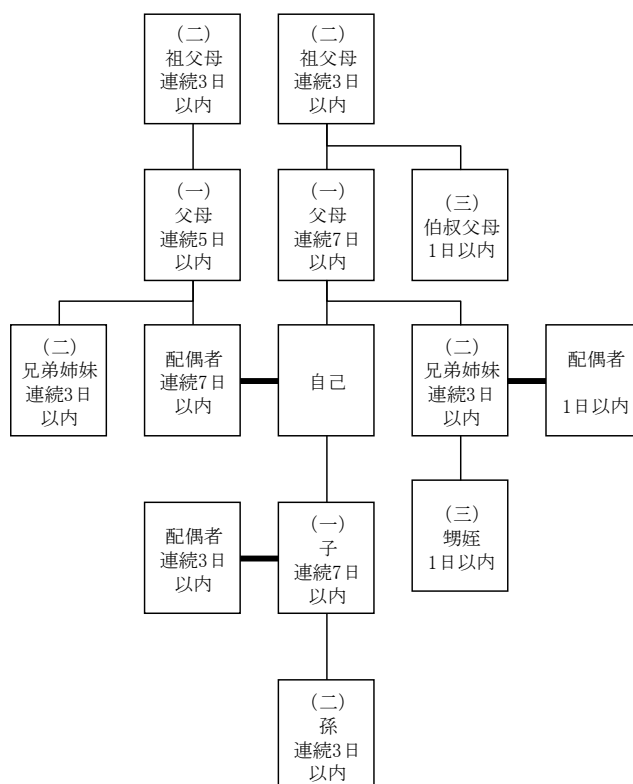 (二)
祖父母
連続3日
以内
(二)
祖父母
連続3日
以内
(一)
父母
連続5日
以内
(一)
父母
連続7日
以内
(三)
伯叔父母
1日以内
(二)
兄弟姉妹
連続3日
以内
配偶者
連続7日
以内
自己
(二)
兄弟姉妹
連続3日
以内
配偶者
1日以内
配偶者
連続3日
以内
(一)
子
連続7日
以内
(三)
甥姪
1日以内
(二)
孫
連続3日
以内